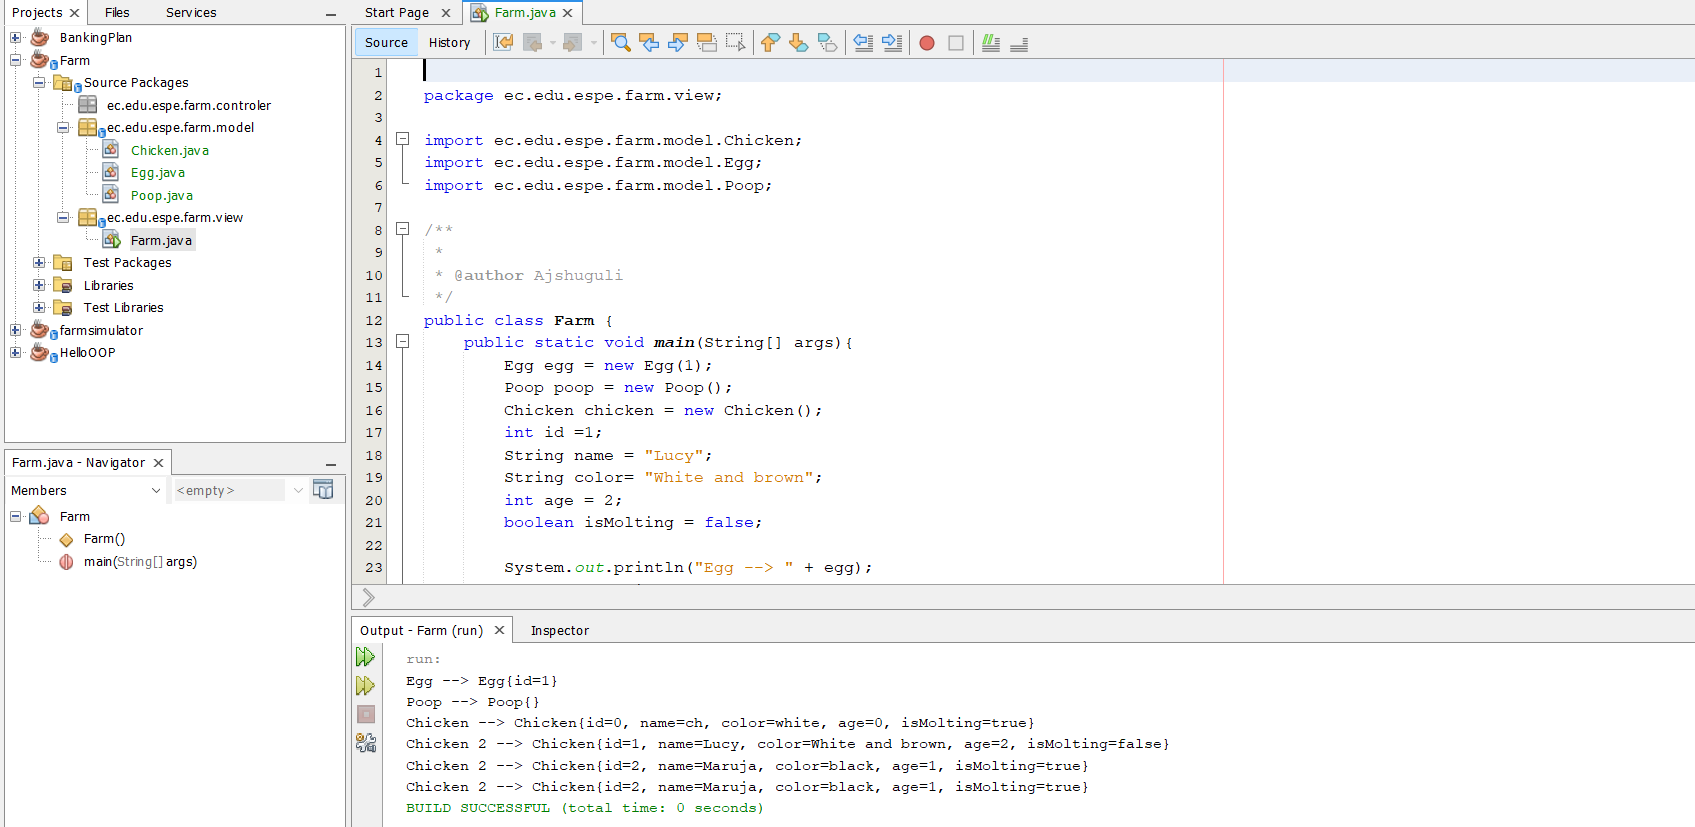 Projects Files Services
BankingPlan
Farm
Source Packages
ec.edu.espe.farm.controler
ec.edu.espe.farm.model
Chicken.java
Egg.java
Poop.java
ec.edu.espe.farm.view
Farm.java
Test Packages
Libraries
Test Libraries
farmsimulator
HelloOOP
Farm.java - Navigator
Members <empty>
Farm
Farm()
main(String[] args)
Start Page Farm.java
Source History
1
2 package ec.edu.espe.farm.view;
3
4 import ec.edu.espe.farm.model.Chicken;
5 import ec.edu.espe.farm.model.Egg;
6 import ec.edu.espe.farm.model.Poop;
7
8 /**
9 *
10 * @author Ajshuguli
11 */
12 public class Farm {
13 public static void main(String[] args){
14 Egg egg = new Egg(1);
15 Poop poop = new Poop();
16 Chicken chicken = new Chicken();
17 int id =1;
18 String name = "Lucy";
19 String color= "White and brown";
20 int age = 2;
21 boolean isMolting = false;
22
23 System.out.println("Egg --> " + egg);
Output - Farm (run) Inspector
run:
Egg --> Egg{id=1}
Poop --> Poop{}
Chicken --> Chicken{id=0, name=ch, color=white, age=0, isMolting=true}
Chicken 2 --> Chicken{id=1, name=Lucy, color=White and brown, age=2, isMolting=false}
Chicken 2 --> Chicken{id=2, name=Maruja, color=black, age=1, isMolting=true}
Chicken 2 --> Chicken{id=2, name=Maruja, color=black, age=1, isMolting=true}
BUILD SUCCESSFUL (total time: 0 seconds)